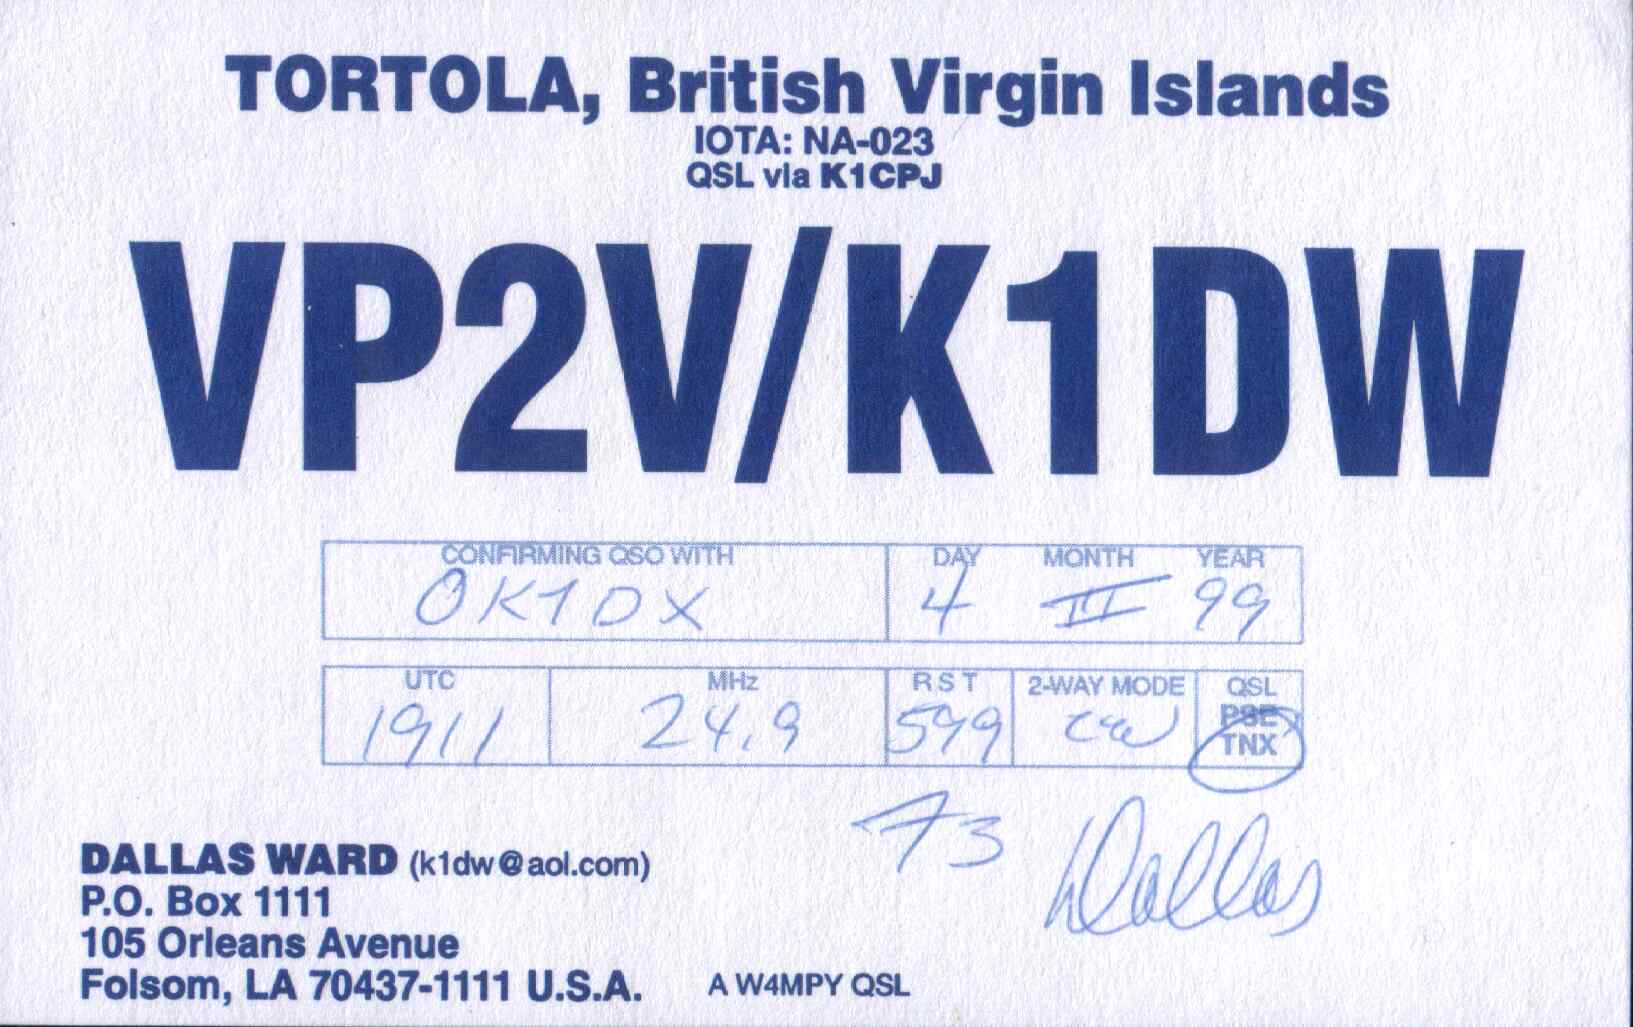 TORTOLA, British Virgin Islands
IOTA: NA-023
QSL via K1CPJ
VP2V/K1DW
CONFIRMING QSO WITH DAY MONTH YEAR
OK1DX 4 III 99
UTC MHz RST 2-WAY MODE QSL
PSE
1911 24.9 599 CW TNX
73 Dallas
DALLAS WARD (k1dw@aol.com)
P.O. Box 1111
105 Orleans Avenue
Folsom, LA 70437-1111 U.S.A. A W4MPY QSL